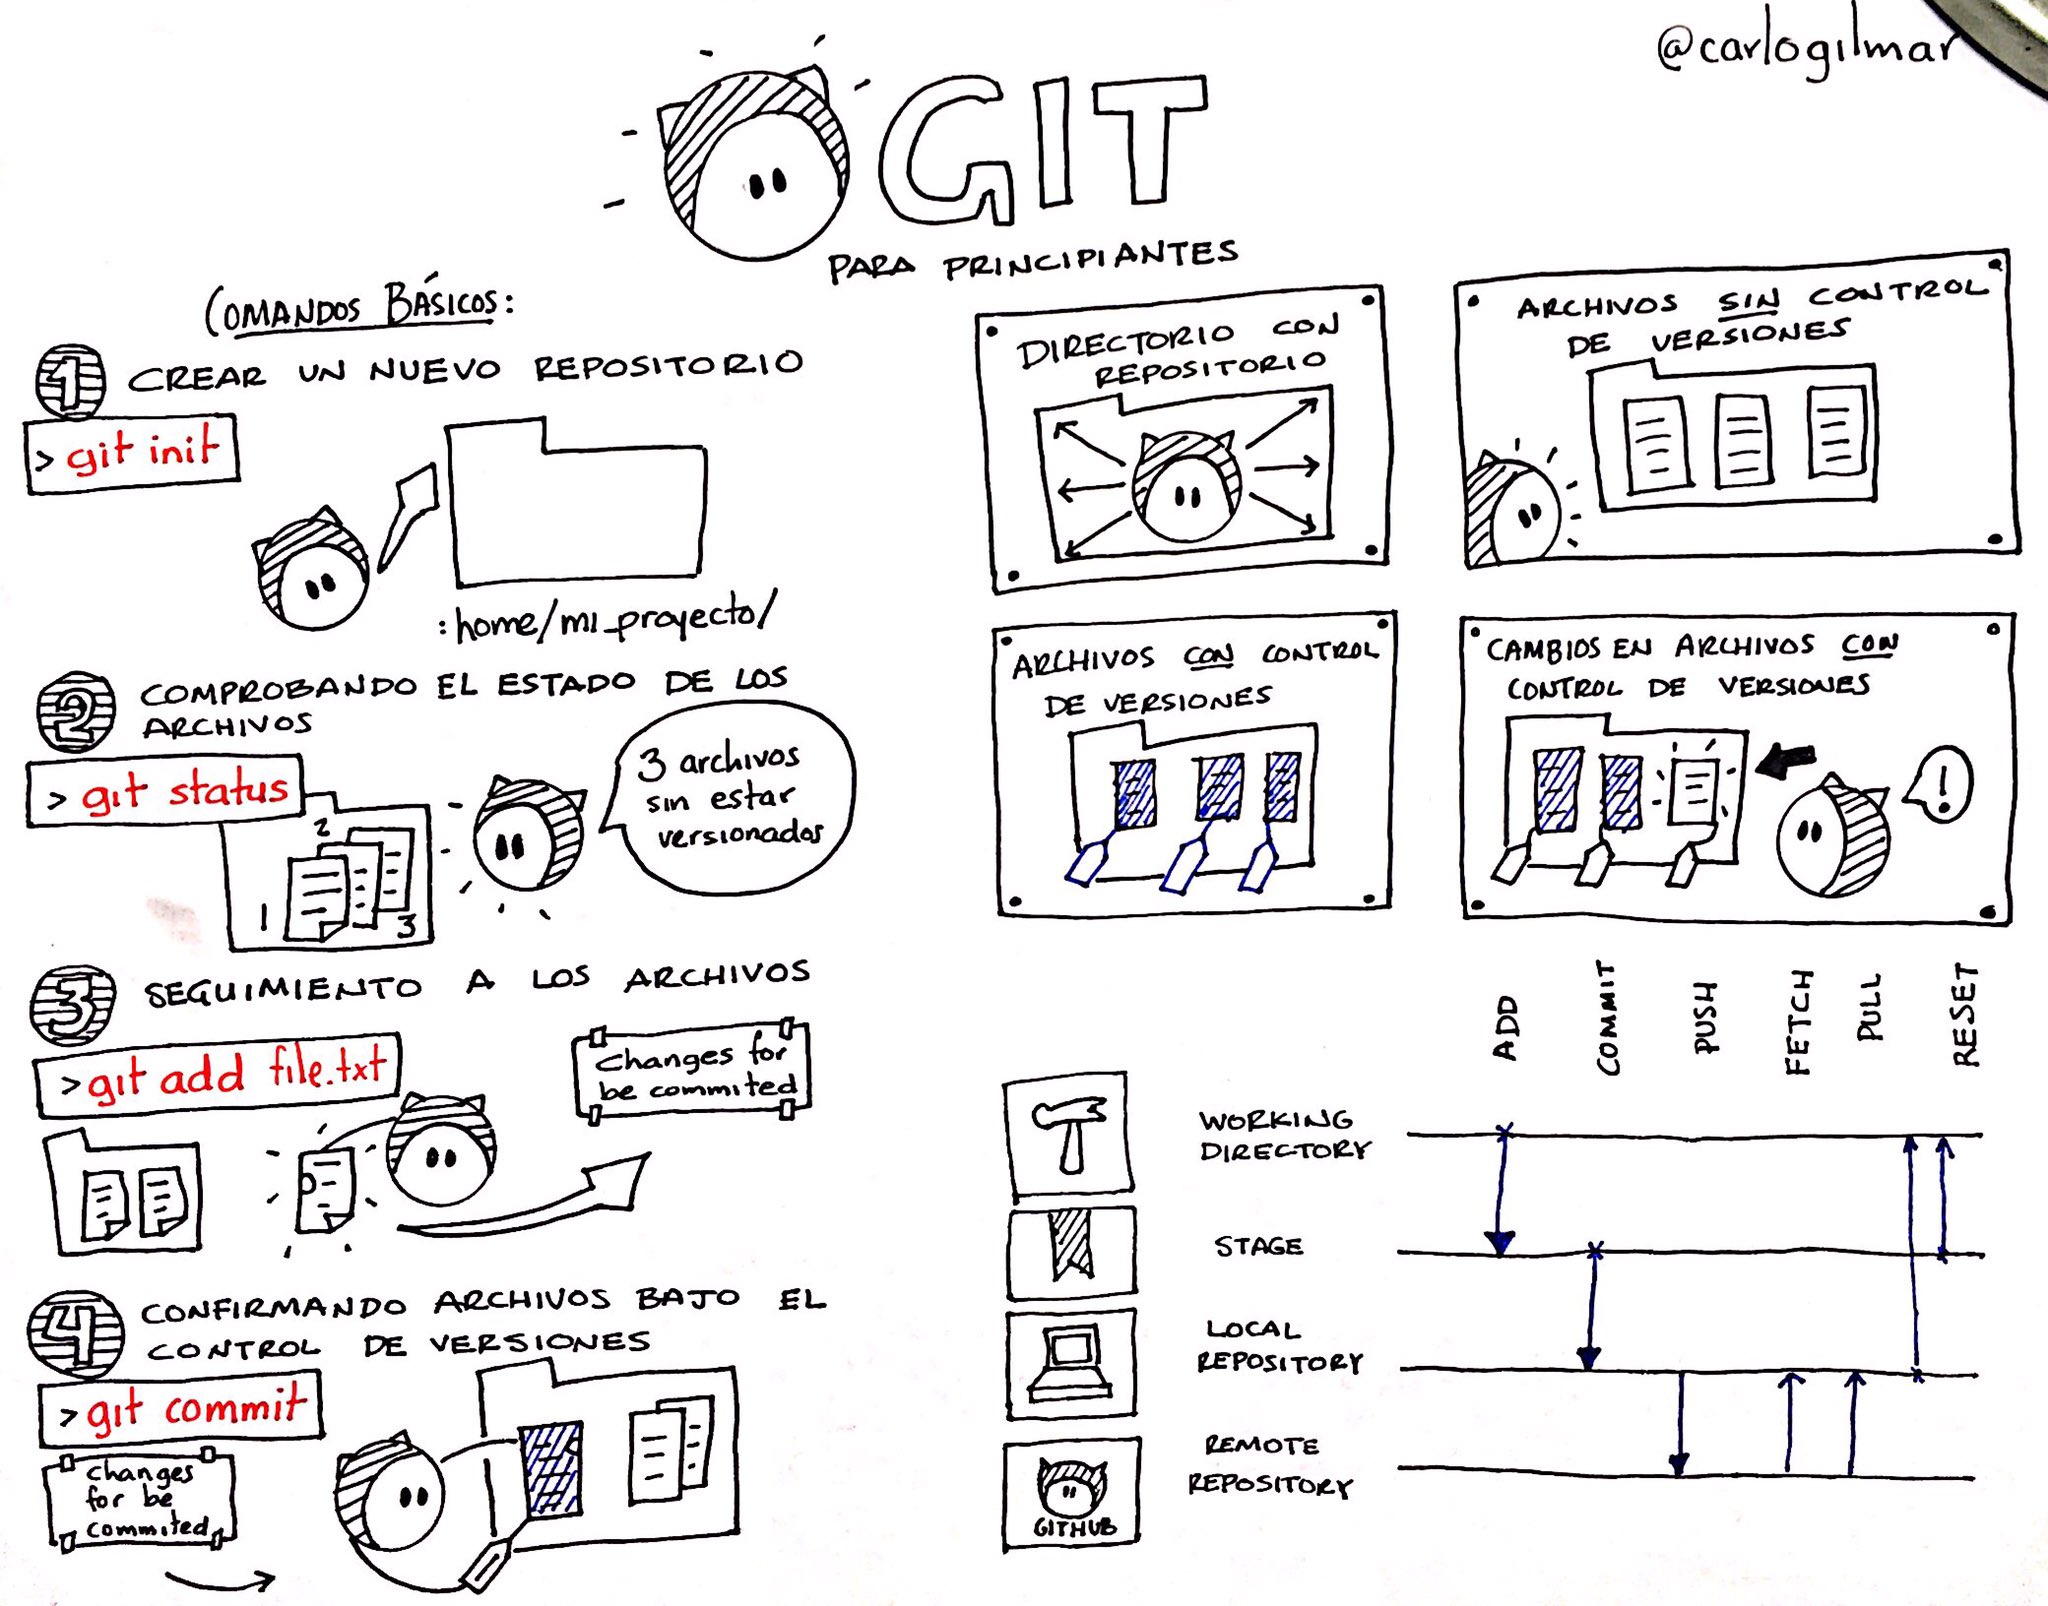 @carlogilmar
GIT
PARA PRINCIPIANTES
COMANDOS BÁSICOS:
1 CREAR UN NUEVO REPOSITORIO
> git init
:home/mi_proyecto/
2 COMPROBANDO EL ESTADO DE LOS
ARCHIVOS
> git status
1
2
3
3 archivos
sin estar
versionados
3 SEGUIMIENTO A LOS ARCHIVOS
> git add file.txt
Changes for
be commited
4 CONFIRMANDO ARCHIVOS BAJO EL
CONTROL DE VERSIONES
> git commit
Changes
for be
commited
DIRECTORIO CON
REPOSITORIO
ARCHIVOS SIN CONTROL
DE VERSIONES
ARCHIVOS CON CONTROL
DE VERSIONES
CAMBIOS EN ARCHIVOS CON
CONTROL DE VERSIONES
!
ADD
COMMIT
PUSH
FETCH
PULL
RESET
WORKING
DIRECTORY
STAGE
LOCAL
REPOSITORY
REMOTE
REPOSITORY
GITHUB